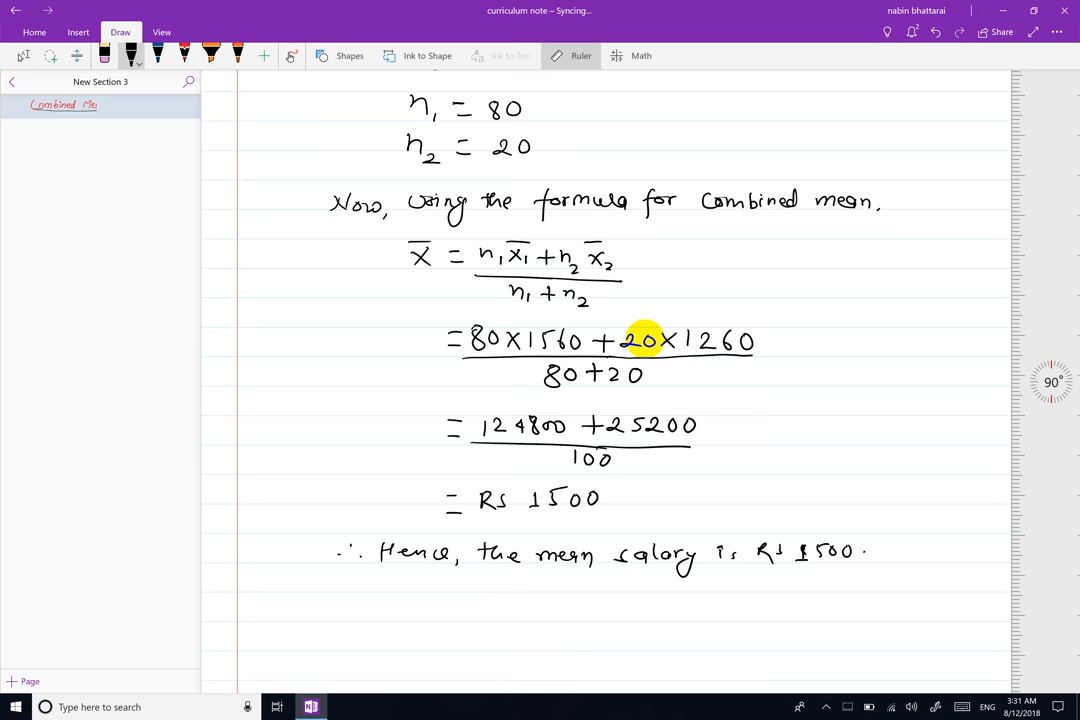 curriculum note - Syncing...
nabin bhattarai
Home Insert Draw View
Share
Shapes Ink to Shape Ink to Text Ruler Math
New Section 3
Combined Me
n₁ = 80
n₂ = 20
Now, using the formula for combined mean.
x̄ = n₁x̄₁ + n₂x̄₂
n₁ + n₂
= 80 × 1560 + 20 × 1260
80 + 20
= 124800 + 25200
100
= Rs 1500
∴ Hence, the mean salary is Rs 1500.
90°
+ Page
Type here to search
ENG
3:31 AM
8/12/2018